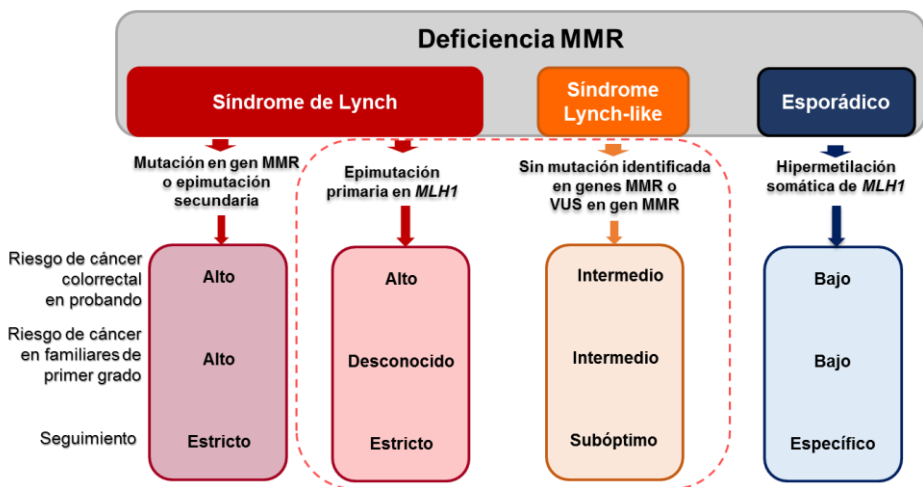 Deficiencia MMR
Síndrome de Lynch
Síndrome
Lynch-like
Esporádico
Mutación en gen MMR
o epimutación
secundaria
Epimutación
primaria en MLH1
Sin mutación identificada
en genes MMR o
VUS en gen MMR
Hipermetilación
somática de MLH1
Riesgo de cáncer
colorrectal
en probando
Alto
Alto
Intermedio
Bajo
Riesgo de cáncer
en familiares de
primer grado
Alto
Desconocido
Intermedio
Bajo
Seguimiento
Estricto
Estricto
Subóptimo
Específico